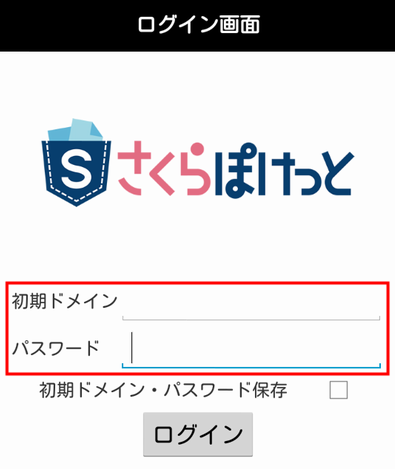 ログイン画面
S さくらぽけっと
初期ドメイン
パスワード
初期ドメイン・パスワード保存
ログイン